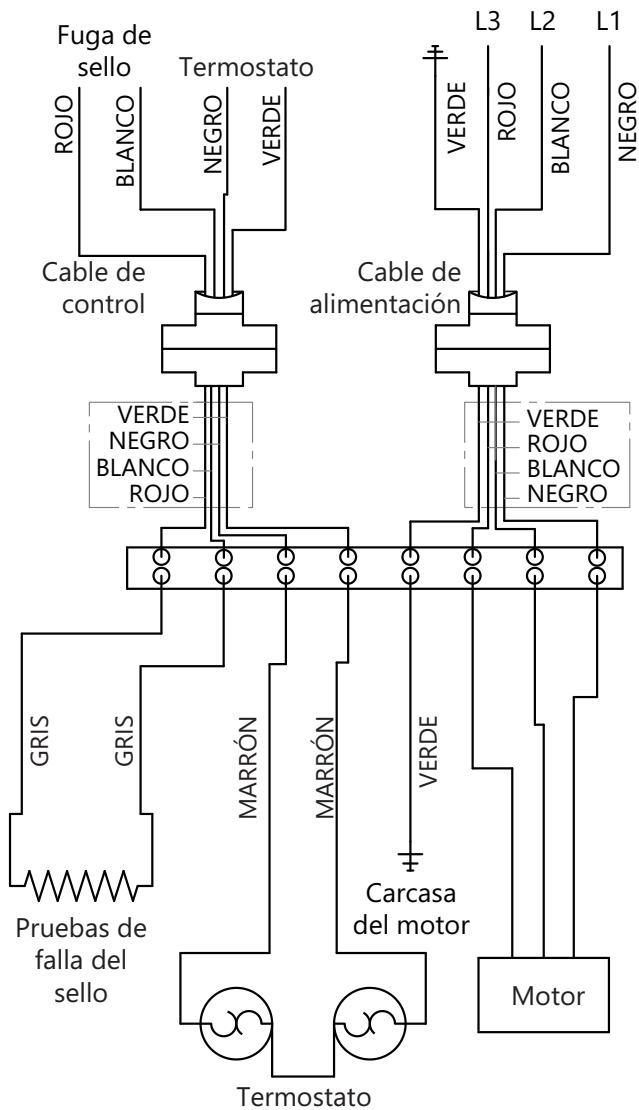 Fuga de
sello
Termostato
L3
L2
L1
ROJO
BLANCO
NEGRO
VERDE
VERDE
ROJO
BLANCO
NEGRO
Cable de
control
Cable de
alimentación
VERDE
NEGRO
BLANCO
ROJO
VERDE
ROJO
BLANCO
NEGRO
GRIS
GRIS
MARRÓN
MARRÓN
VERDE
Pruebas de
falla del
sello
Carcasa
del motor
Motor
Termostato